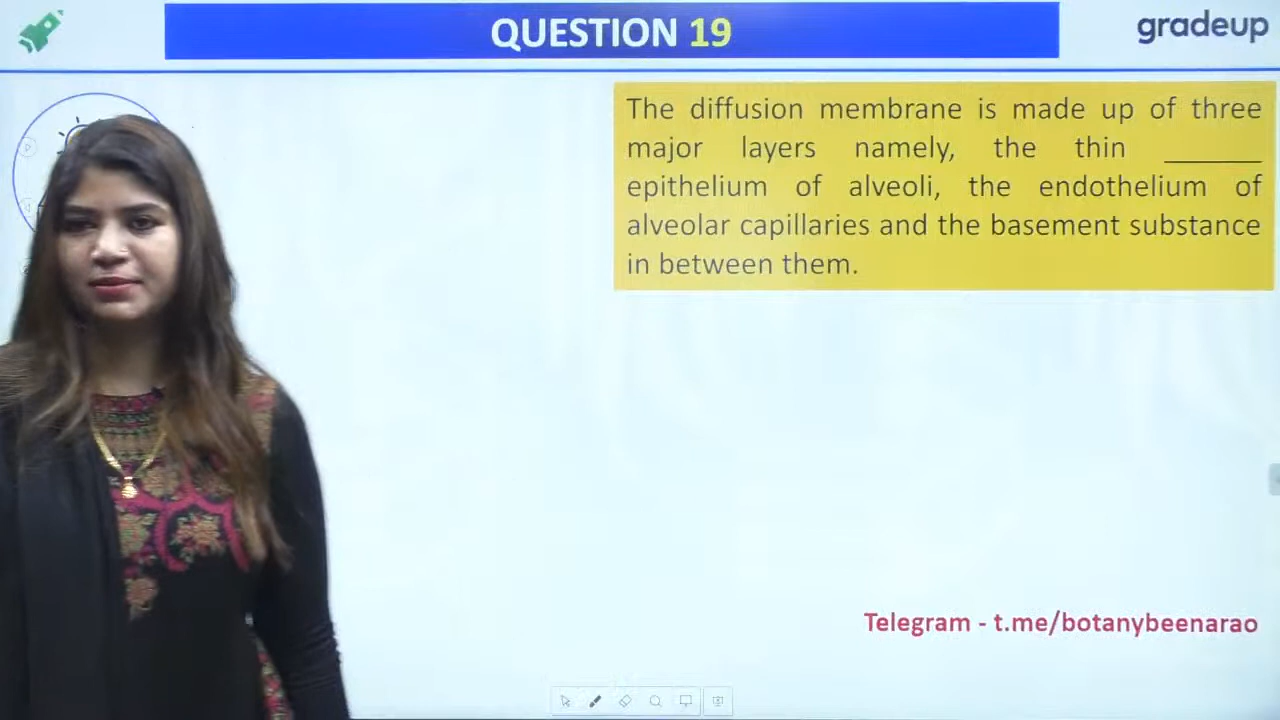 QUESTION 19
gradeup
The diffusion membrane is made up of three
major layers namely, the thin _______
epithelium of alveoli, the endothelium of
alveolar capillaries and the basement substance
in between them.
Telegram - t.me/botanybeenarao